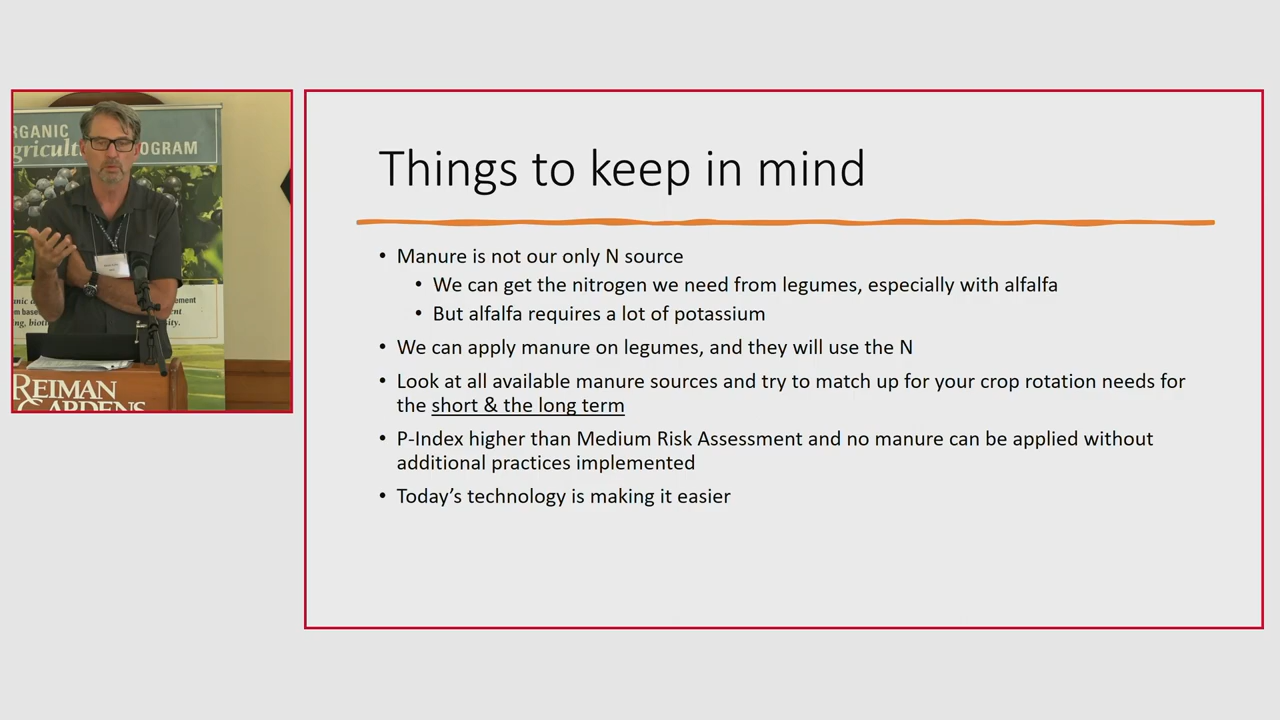 RGANIC
gricult OGRAM
REIMAN
GARDENS
Things to keep in mind
• Manure is not our only N source
• We can get the nitrogen we need from legumes, especially with alfalfa
• But alfalfa requires a lot of potassium
• We can apply manure on legumes, and they will use the N
• Look at all available manure sources and try to match up for your crop rotation needs for
the short & the long term
• P-Index higher than Medium Risk Assessment and no manure can be applied without
additional practices implemented
• Today’s technology is making it easier